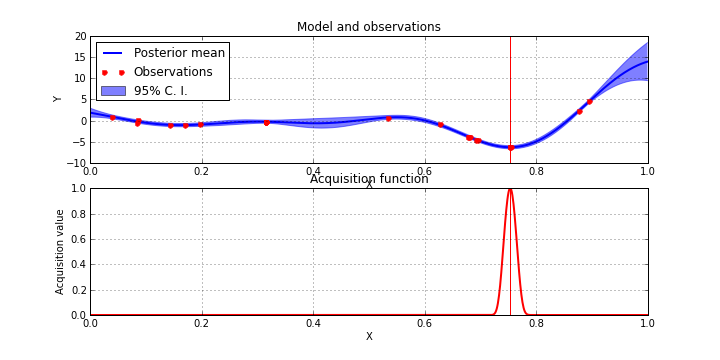 Model and observations
20
15
10
5
0
−5
−10
Y
Posterior mean
Observations
95% C. I.
0.0 0.2 0.4 0.6 0.8 1.0
X
Acquisition function
1.0
0.8
0.6
0.4
0.2
0.0
Acquisition value
0.0 0.2 0.4 0.6 0.8 1.0
X